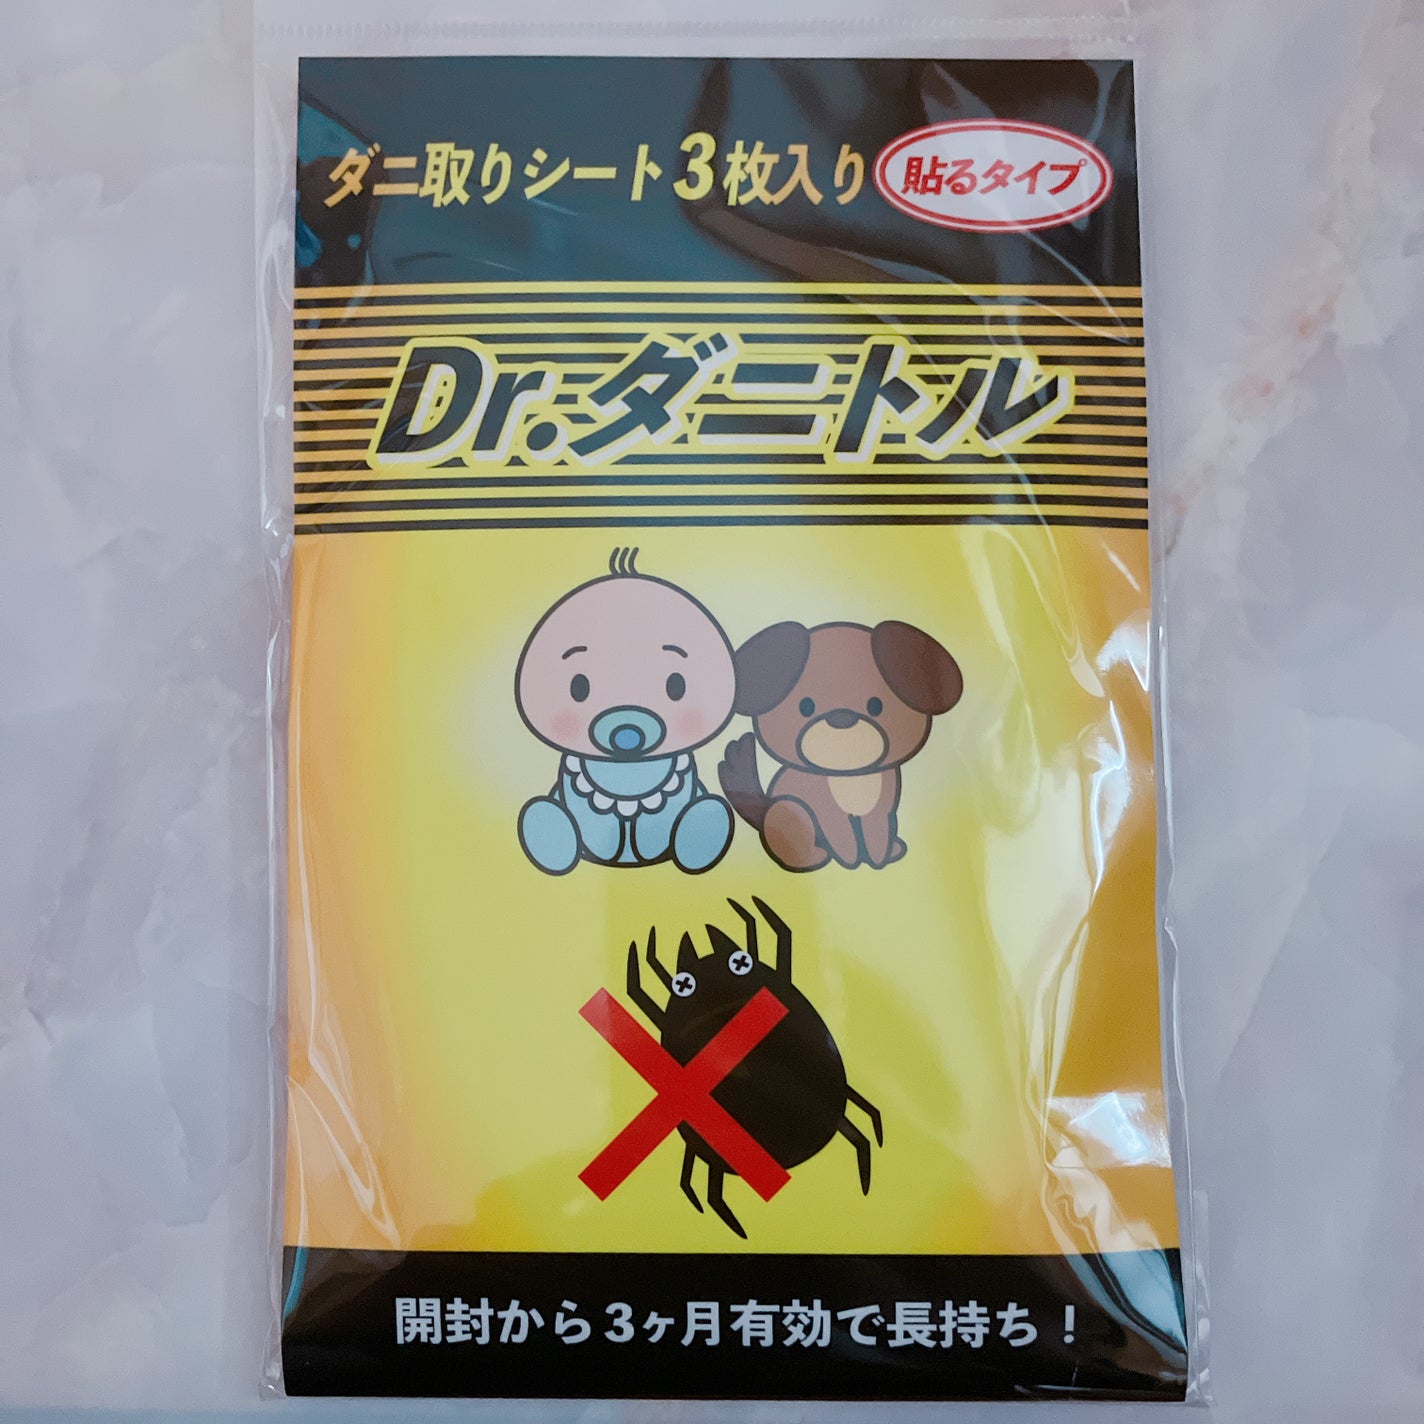 ダニ取りシート3枚入り 貼るタイプ
Dr.ダニトル
開封から3ヶ月有効で長持ち！